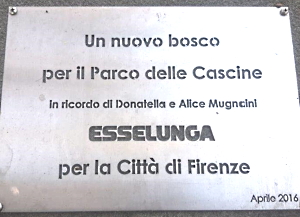 Un nuovo bosco
per il Parco delle Cascine
in ricordo di Donatella e Alice Mugnaini
ESSELUNGA
per la Città di Firenze
Aprile 2016